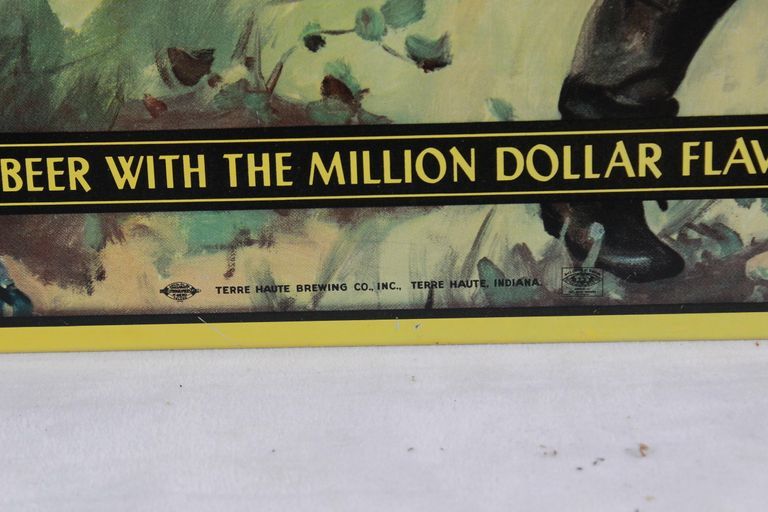 BEER WITH THE MILLION DOLLAR FLAV
TERRE HAUTE BREWING CO., INC., TERRE HAUTE, INDIANA.